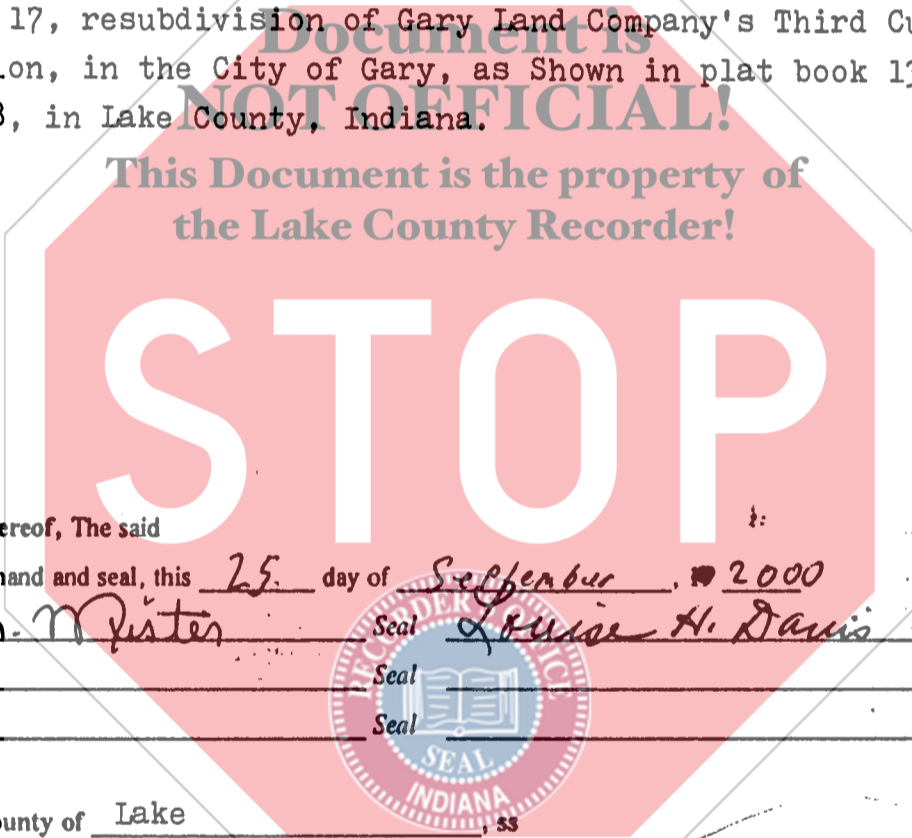 17, resubdivision of Gary Land Company's Third Cu
on, in the City of Gary, as Shown in plat book 13
, in Lake County, Indiana.
Document is
NOT OFFICIAL!
This Document is the property of
the Lake County Recorder!
STOP
ereof, The said
hand and seal, this 25. day of September, 2000
Mister Seal Louise H. Davis
Seal
Seal
RECORDER'S OFFICE
SEAL
INDIANA
ounty of Lake, ss